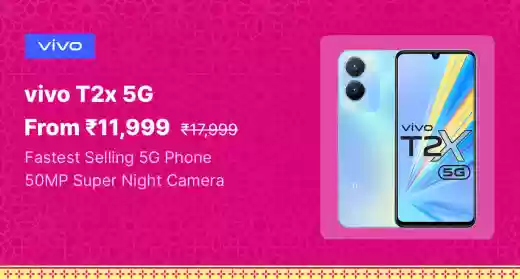 vivo
vivo T2x 5G
From ₹11,999 ₹17,999
Fastest Selling 5G Phone
50MP Super Night Camera
vivo
T2X
5G